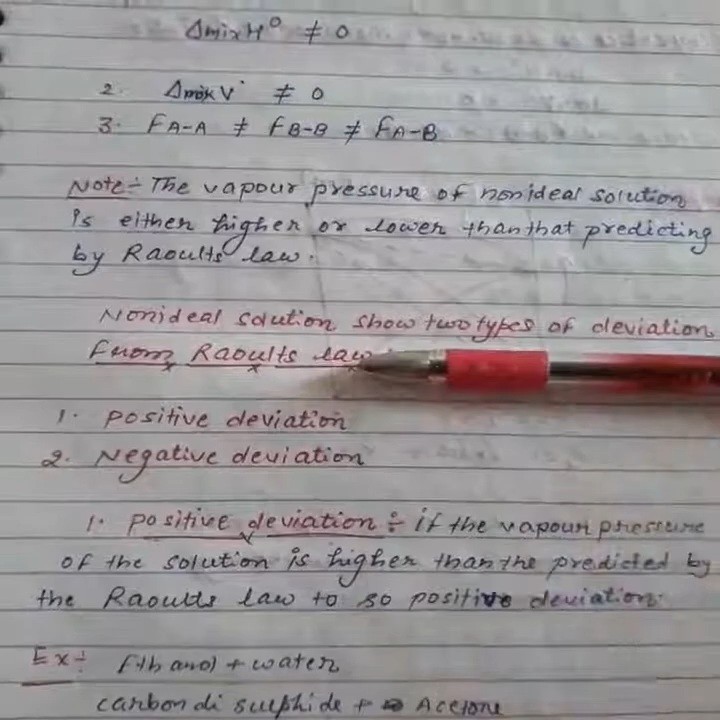 ΔmixH° ≠ 0
2. ΔmixV° ≠ 0
3. FA-A ≠ FB-B ≠ FA-B
Note÷ The vapour pressure of nonideal solution
is either higher or lower than that predicting
by Raoults law.
Nonideal solution show two types of deviation
from Raoults law
1. positive deviation
2. Negative deviation
1. positive deviation ÷ if the vapour pressure
of the solution is higher than the predicted by
the Raoults law to so positive deviation.
Ex÷ Ethanol + water
carbon di sulphide + Acetone